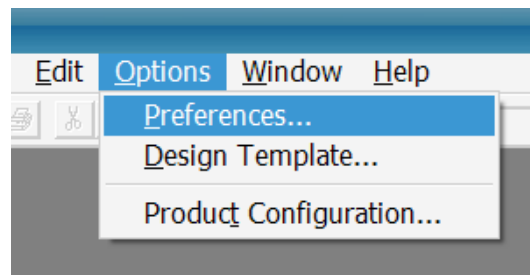 Edit Options Window Help
Preferences...
Design Template...
Product Configuration...